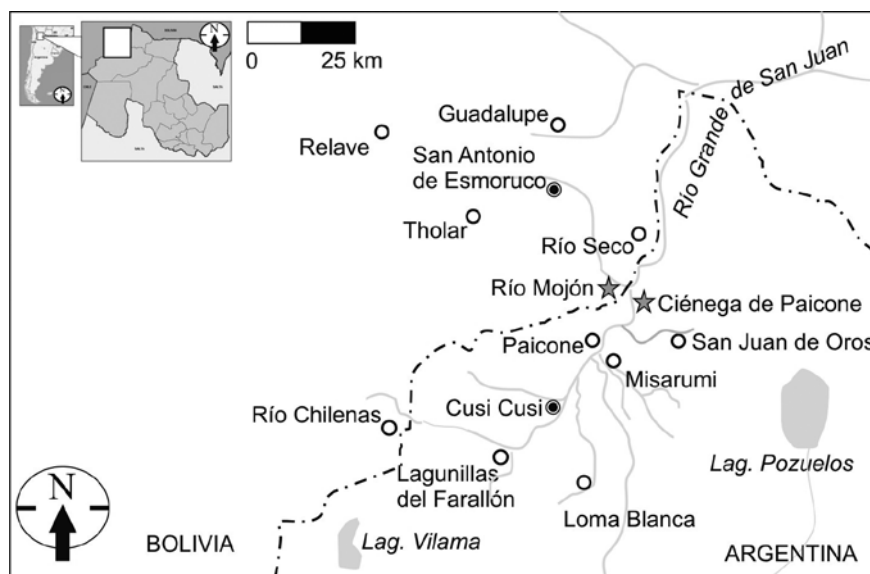 N
0 25 km
Guadalupe
Relave
San Antonio
de Esmoruco
Río Grande de San Juan
Tholar
Río Seco
Río Mojón
Ciénega de Paicone
Paicone
San Juan de Oros
Misarumi
Cusi Cusi
Río Chilenas
Lag. Pozuelos
Lagunillas
del Farallón
Loma Blanca
N
BOLIVIA
Lag. Vilama
ARGENTINA